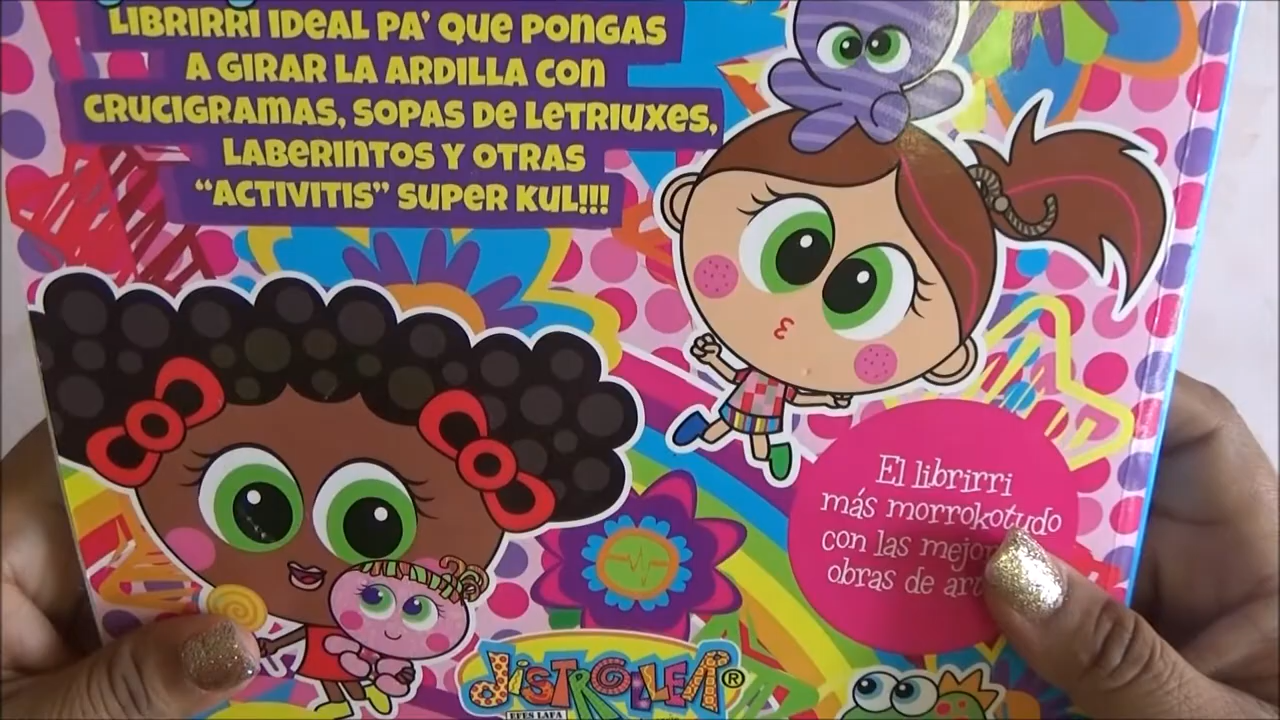 LIBRIRRI IDEAL PA' QUE PONGAS
A GIRAR LA ARDILLA CON
CRUCIGRAMAS, SOPAS DE LETRIUXES,
LABERINTOS Y OTRAS
"ACTIVITIS" SUPER KUL!!!
El librirri
más morrokotudo
con las
obras de
DISTROLLER®